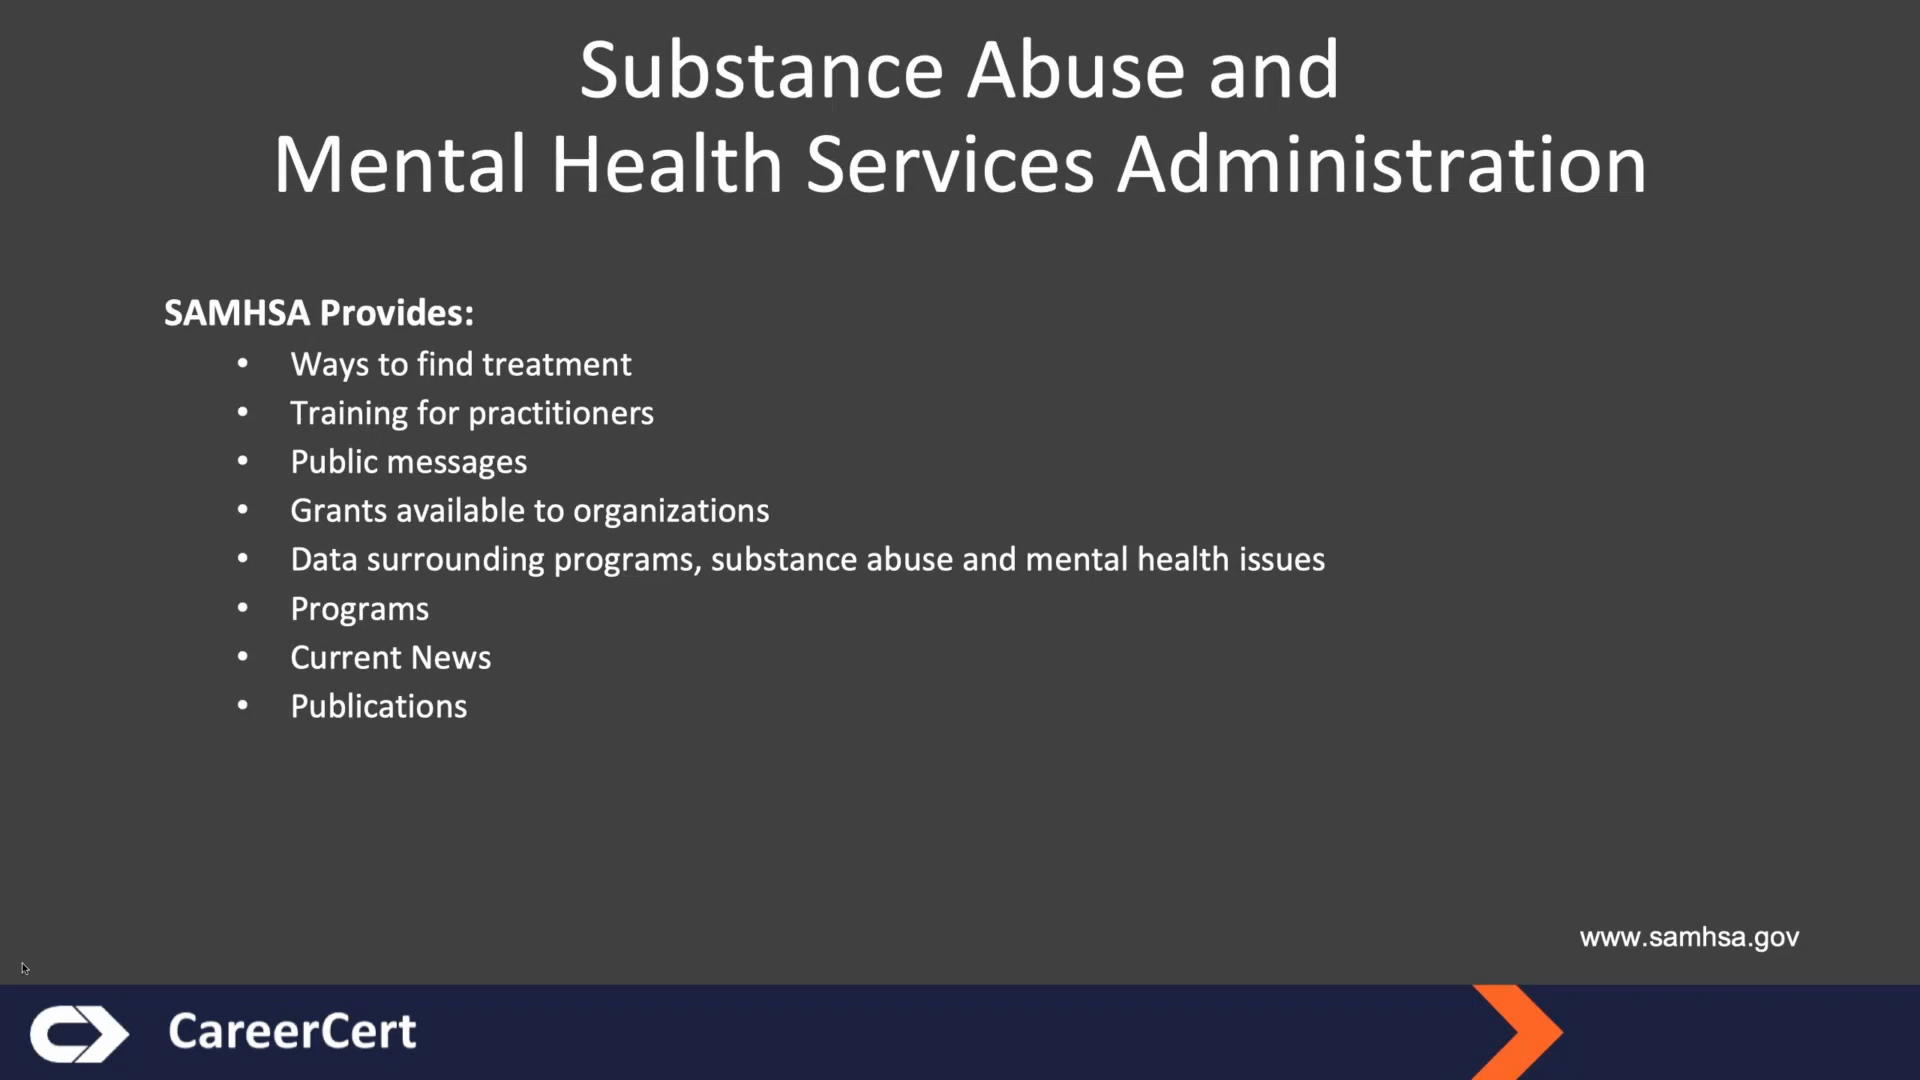 Substance Abuse and
Mental Health Services Administration
SAMHSA Provides:
• Ways to find treatment
• Training for practitioners
• Public messages
• Grants available to organizations
• Data surrounding programs, substance abuse and mental health issues
• Programs
• Current News
• Publications
www.samhsa.gov
CareerCert